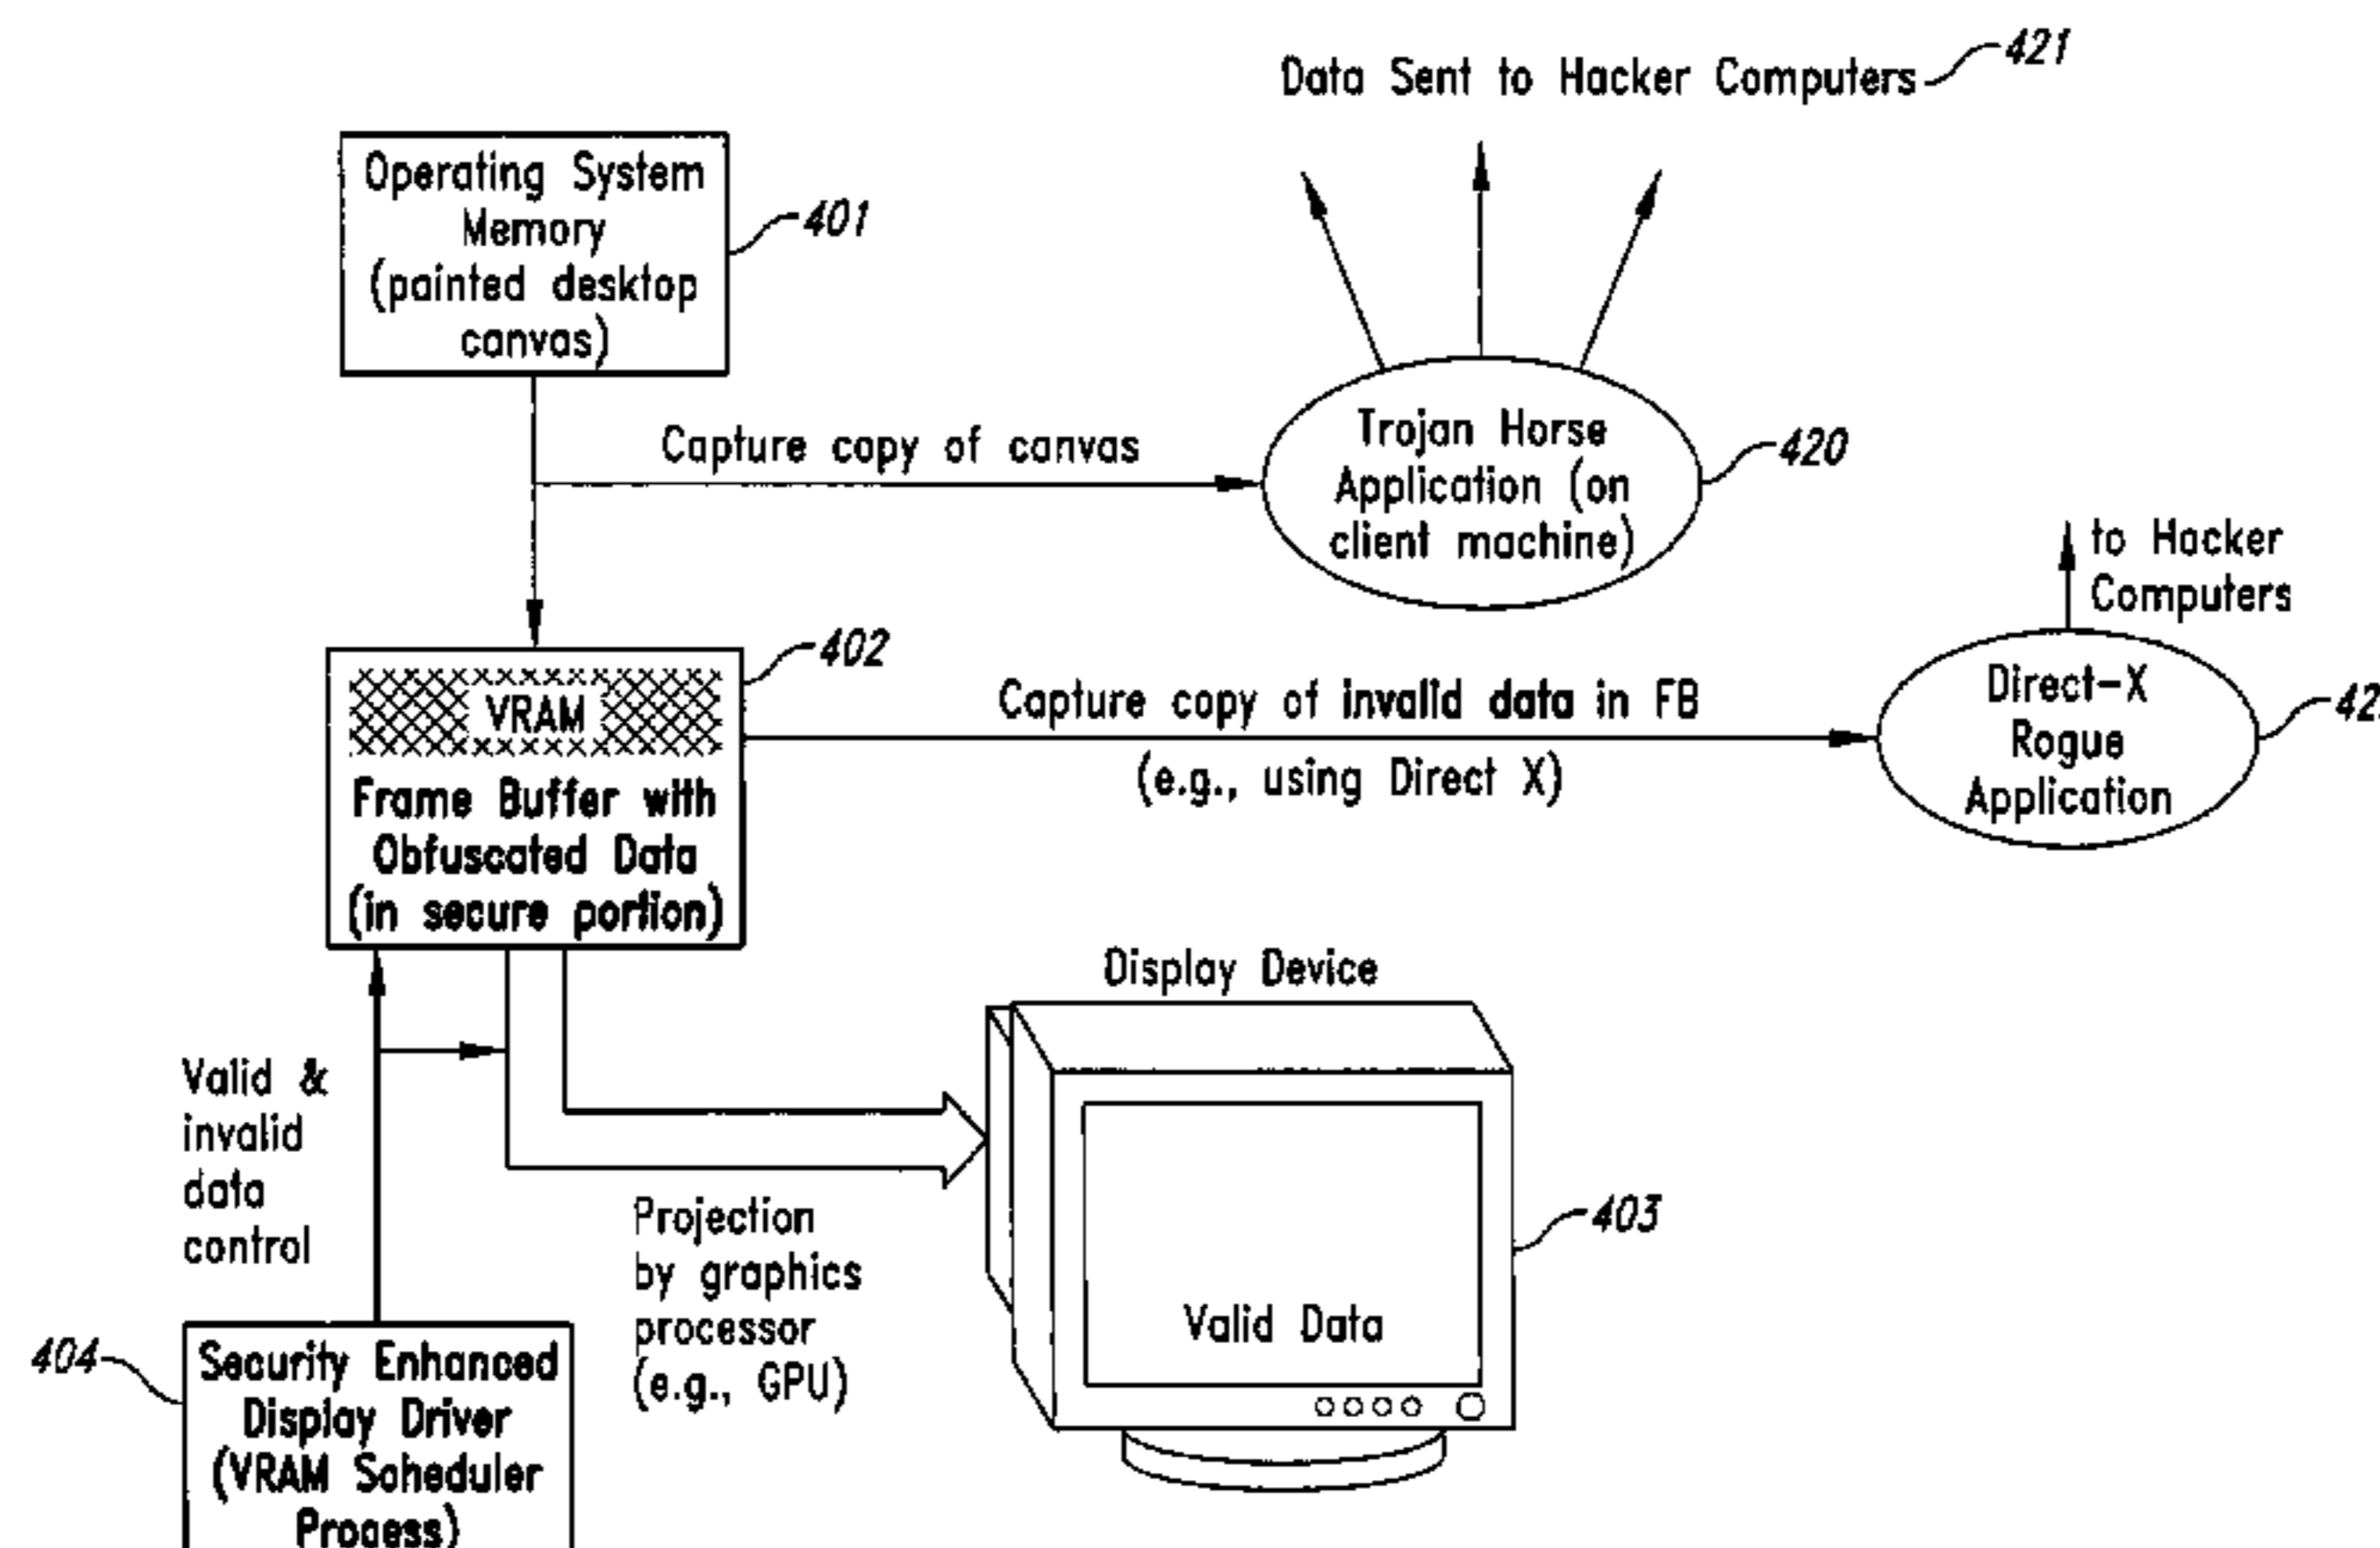 Data Sent to Hacker Computers
421
Operating System
Memory
(painted desktop
canvas)
401
Capture copy of canvas
Trojan Horse
Application (on
client machine)
420
to Hacker
Computers
402
VRAM
Frame Buffer with
Obfuscated Data
(in secure portion)
Capture copy of invalid data in FB
(e.g., using Direct X)
Direct-X
Rogue
Application
Display Device
Valid &
invalid
data
control
Projection
by graphics
processor
(e.g., GPU)
Valid Data
403
404
Security Enhanced
Display Driver
(VRAM Scheduler
Process)